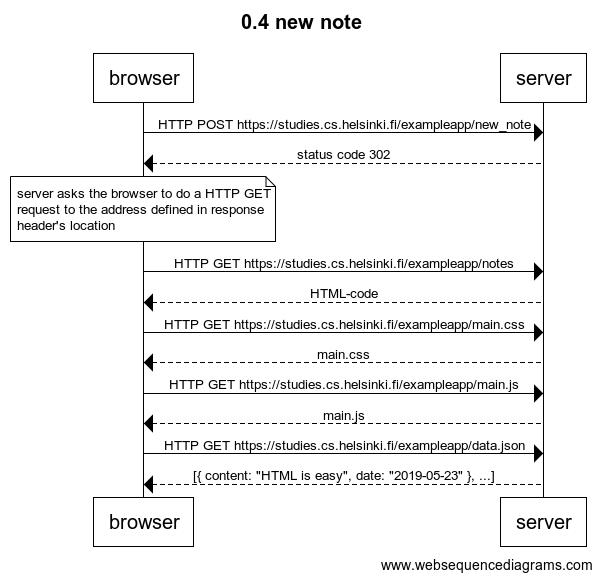 0.4 new note
browser
server
HTTP POST https://studies.cs.helsinki.fi/exampleapp/new_note
status code 302
server asks the browser to do a HTTP GET
request to the address defined in response
header's location
HTTP GET https://studies.cs.helsinki.fi/exampleapp/notes
HTML-code
HTTP GET https://studies.cs.helsinki.fi/exampleapp/main.css
main.css
HTTP GET https://studies.cs.helsinki.fi/exampleapp/main.js
main.js
HTTP GET https://studies.cs.helsinki.fi/exampleapp/data.json
[{ content: "HTML is easy", date: "2019-05-23" }, ...]
browser
server
www.websequencediagrams.com